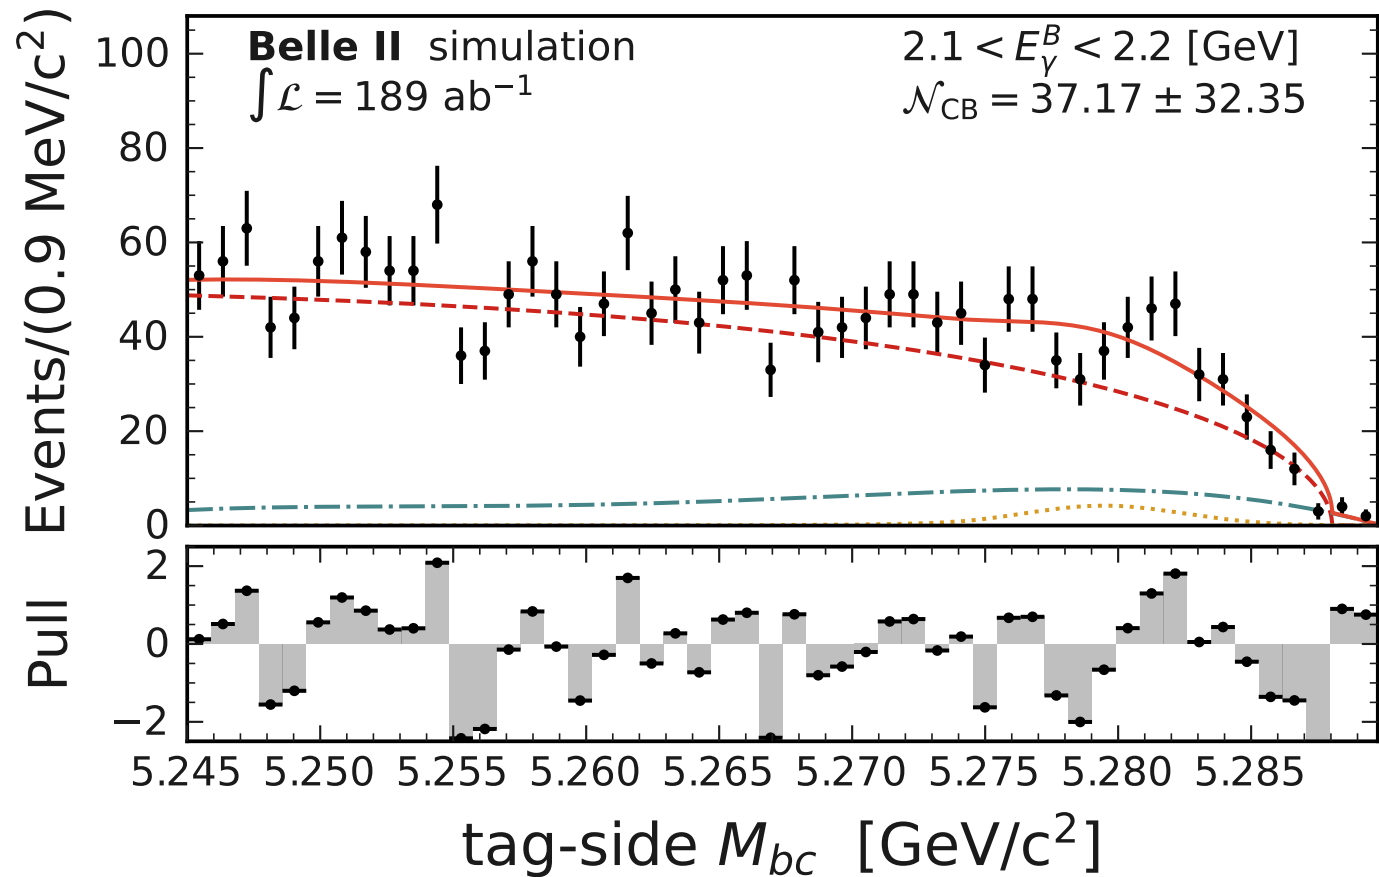 Belle II simulation
∫ℒ = 189 ab⁻¹
2.1 < E_γ^B < 2.2 [GeV]
𝒩_CB = 37.17 ± 32.35
Events/(0.9 MeV/c²)
100
80
60
40
20
0
Pull
2
0
−2
5.245 5.250 5.255 5.260 5.265 5.270 5.275 5.280 5.285
tag-side M_bc [GeV/c²]